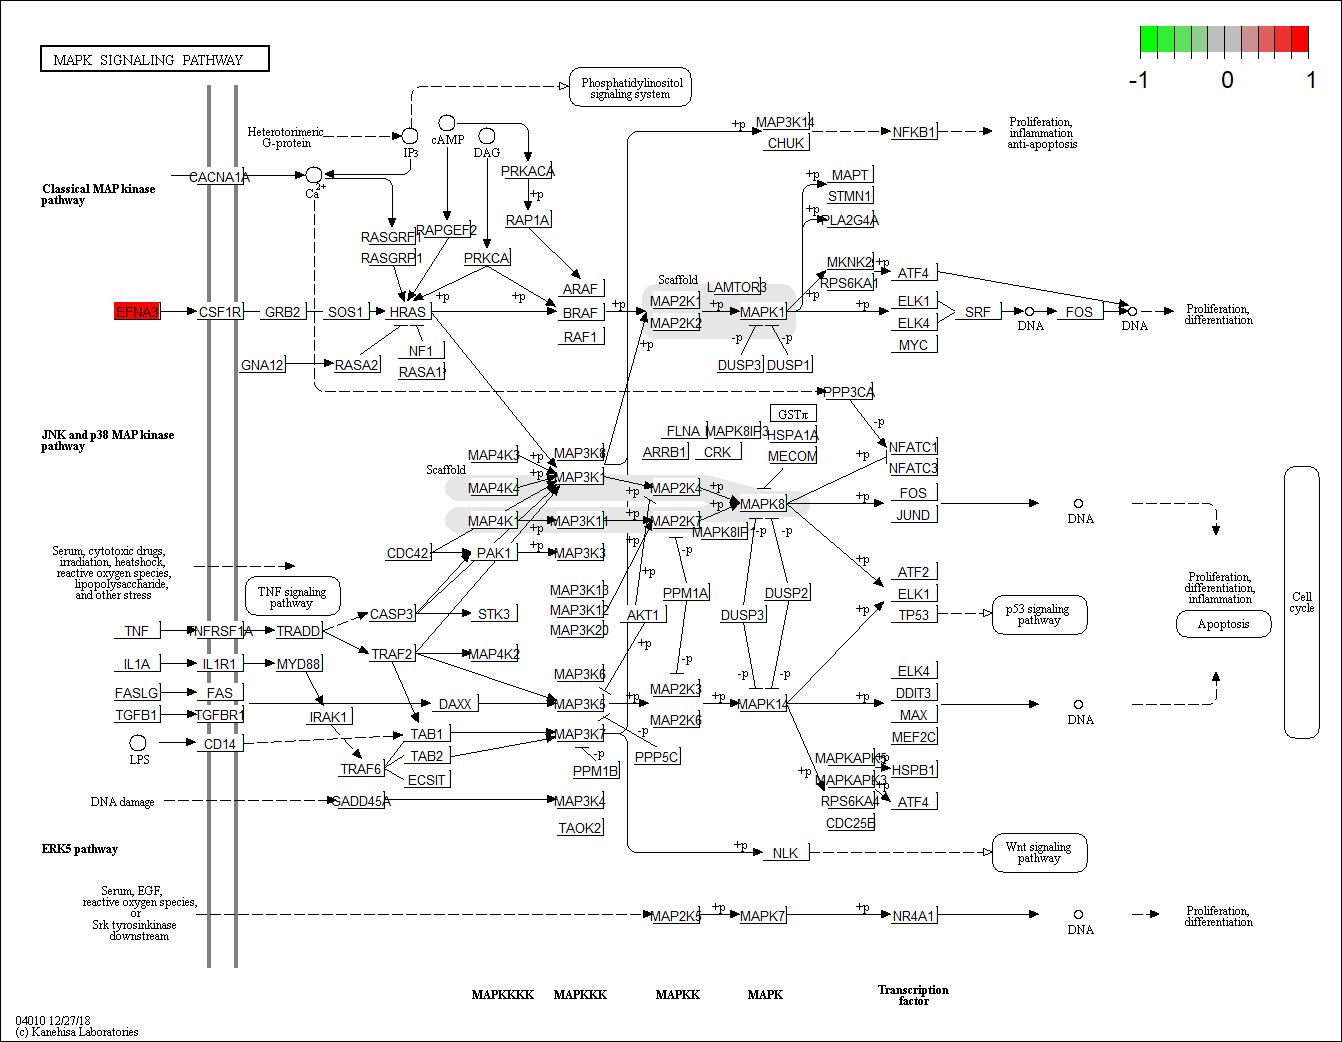 MAPK SIGNALING PATHWAY
-1 0 1
Phosphatidylinositol
signaling system
Heterotorimeric
G-protein
IP3
cAMP
DAG
+p
MAP3K14
CHUK
NFKB1
Proliferation,
inflammation
anti-apoptosis
Classical MAP kinase
pathway
CACNA1A
Ca2+
PRKACA
+p
RAP1A
RASGRF1
RAPGEF2
RASGRP1
PRKCA
+p
MAPT
STMN1
+p
PLA2G4A
MKNK2
+p
RPS6KA1
ATF4
Scaffold
LAMTOR3
ARAF
EFNA3
CSF1R
GRB2
SOS1
HRAS
+p
+p
BRAF
RAF1
+p
MAP2K1
MAP2K2
+p
+p
MAPK1
+p
+p
ELK1
ELK4
MYC
SRF
DNA
FOS
DNA
Proliferation,
differentiation
GNA12
RASA2
NF1
RASA1
-p
-p
DUSP3
DUSP1
PPP3CA
-p
JNK and p38 MAP kinase
pathway
GSTπ
FLNA
MAPK8IP3
HSPA1A
ARRB1
CRK
MECOM
NFATC1
NFATC3
Scaffold
MAP4K3
+p
MAP3K8
MAP4K4
+p
MAP3K1
+p
MAP2K4
+p
MAPK8
+p
FOS
JUND
DNA
MAP4K1
+p
MAP3K11
+p
MAP2K7
+p
MAPK8IP1
-p
CDC42
PAK1
+p
MAP3K3
+p
-p
+p
Serum, cytotoxic drugs,
irradiation, heatshock,
reactive oxygen species,
lipopolysaccharide,
and other stress
TNF signaling
pathway
CASP3
STK3
MAP3K13
MAP3K12
MAP3K20
+p
AKT1
PPM1A
DUSP2
DUSP3
ATF2
ELK1
TP53
+p
p53 signaling
pathway
Proliferation,
differentiation,
inflammation
Apoptosis
Cell
cycle
TNF
TNFRSF1A
TRADD
+p
IL1A
IL1R1
MYD88
TRAF2
MAP4K2
MAP3K6
-p
-p
-p
FASLG
FAS
DAXX
MAP3K5
+p
MAP2K3
MAP2K6
+p
MAPK14
+p
ELK4
DDIT3
MAX
MEF2C
DNA
TGFB1
TGFBR1
IRAK1
LPS
CD14
TAB1
TAB2
ECSIT
TRAF6
MAP3K7
-p
-p
PPM1B
PPP5C
+p
MAPKAPK5
+p
HSPB1
MAPKAPK3
+p
RPS6KA4
ATF4
CDC25B
DNA damage
GADD45A
MAP3K4
TAOK2
ERK5 pathway
+p
NLK
Wnt signaling
pathway
Serum, EGF,
reactive oxygen species,
or
Srk tyrosinkinase
downstream
MAP2K5
+p
MAPK7
+p
NR4A1
DNA
Proliferation,
differentiation
MAPKKKK
MAPKKK
MAPKK
MAPK
Transcription
factor
04010 12/27/18
(c) Kanehisa Laboratories